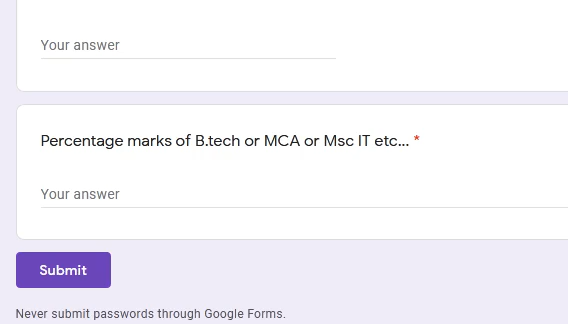 Your answer
Percentage marks of B.tech or MCA or Msc IT etc... *
Your answer
Submit
Never submit passwords through Google Forms.